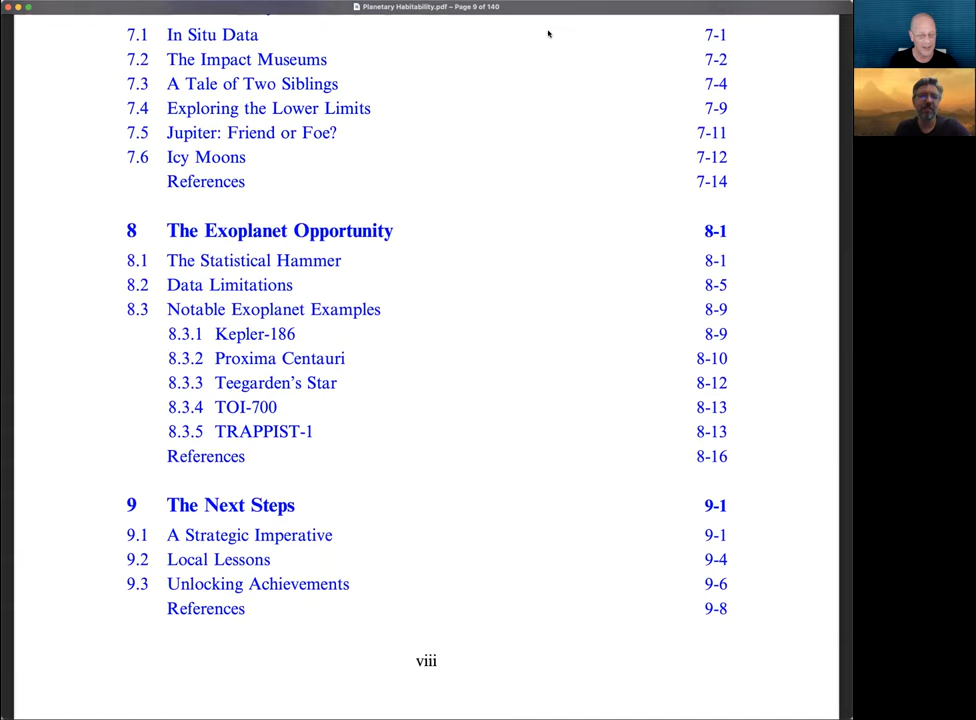 Planetary Habitability.pdf – Page 9 of 140
7.1 In Situ Data 7-1
7.2 The Impact Museums 7-2
7.3 A Tale of Two Siblings 7-4
7.4 Exploring the Lower Limits 7-9
7.5 Jupiter: Friend or Foe? 7-11
7.6 Icy Moons 7-12
References 7-14
8 The Exoplanet Opportunity 8-1
8.1 The Statistical Hammer 8-1
8.2 Data Limitations 8-5
8.3 Notable Exoplanet Examples 8-9
8.3.1 Kepler-186 8-9
8.3.2 Proxima Centauri 8-10
8.3.3 Teegarden's Star 8-12
8.3.4 TOI-700 8-13
8.3.5 TRAPPIST-1 8-13
References 8-16
9 The Next Steps 9-1
9.1 A Strategic Imperative 9-1
9.2 Local Lessons 9-4
9.3 Unlocking Achievements 9-6
References 9-8
viii